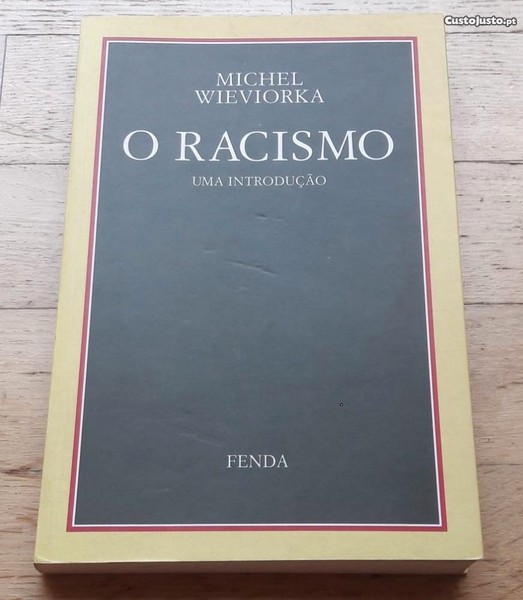 CustoJusto.pt
MICHEL
WIEVIORKA
O RACISMO
UMA INTRODUÇÃO
FENDA